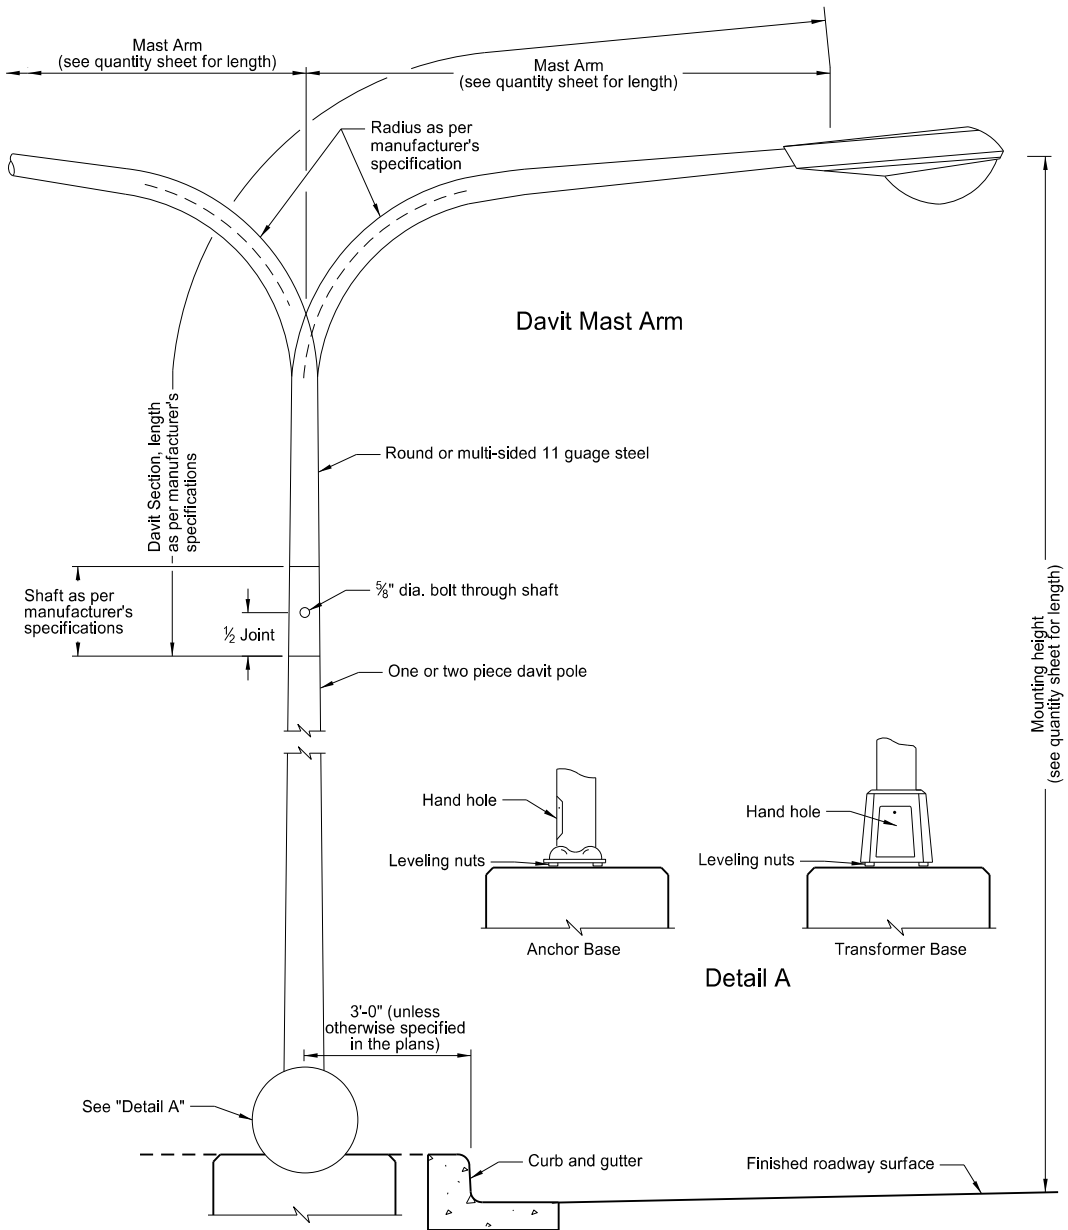 Mast Arm
(see quantity sheet for length)
Mast Arm
(see quantity sheet for length)
Radius as per
manufacturer's
specification
Davit Mast Arm
Round or multi-sided 11 guage steel
Davit Section, length
as per manufacturer's
specifications
Shaft as per
manufacturer's
specifications
⅝" dia. bolt through shaft
½ Joint
One or two piece davit pole
Mounting height
(see quantity sheet for length)
Hand hole
Leveling nuts
Anchor Base
Hand hole
Leveling nuts
Transformer Base
Detail A
3'-0" (unless
otherwise specified
in the plans)
See "Detail A"
Curb and gutter
Finished roadway surface